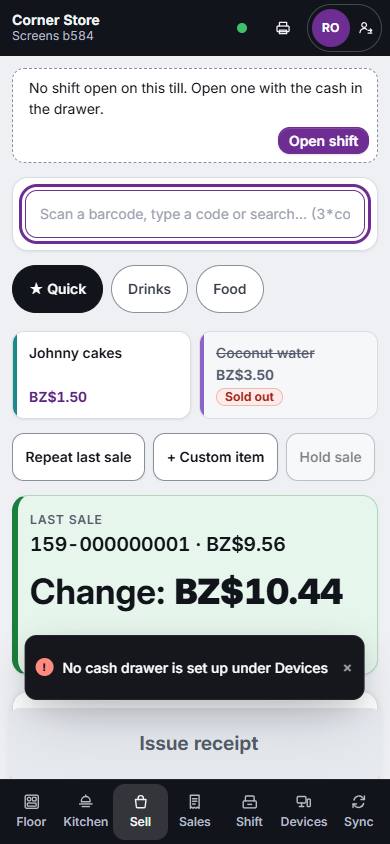 Corner Store
Screens b584
RO
No shift open on this till. Open one with the cash in
the drawer.
Open shift
Scan a barcode, type a code or search... (3*co
★ Quick
Drinks
Food
Johnny cakes
BZ$1.50
Coconut water
BZ$3.50
Sold out
Repeat last sale
+ Custom item
Hold sale
LAST SALE
159-000000001 · BZ$9.56
Change: BZ$10.44
! No cash drawer is set up under Devices ×
Issue receipt
Floor
Kitchen
Sell
Sales
Shift
Devices
Sync